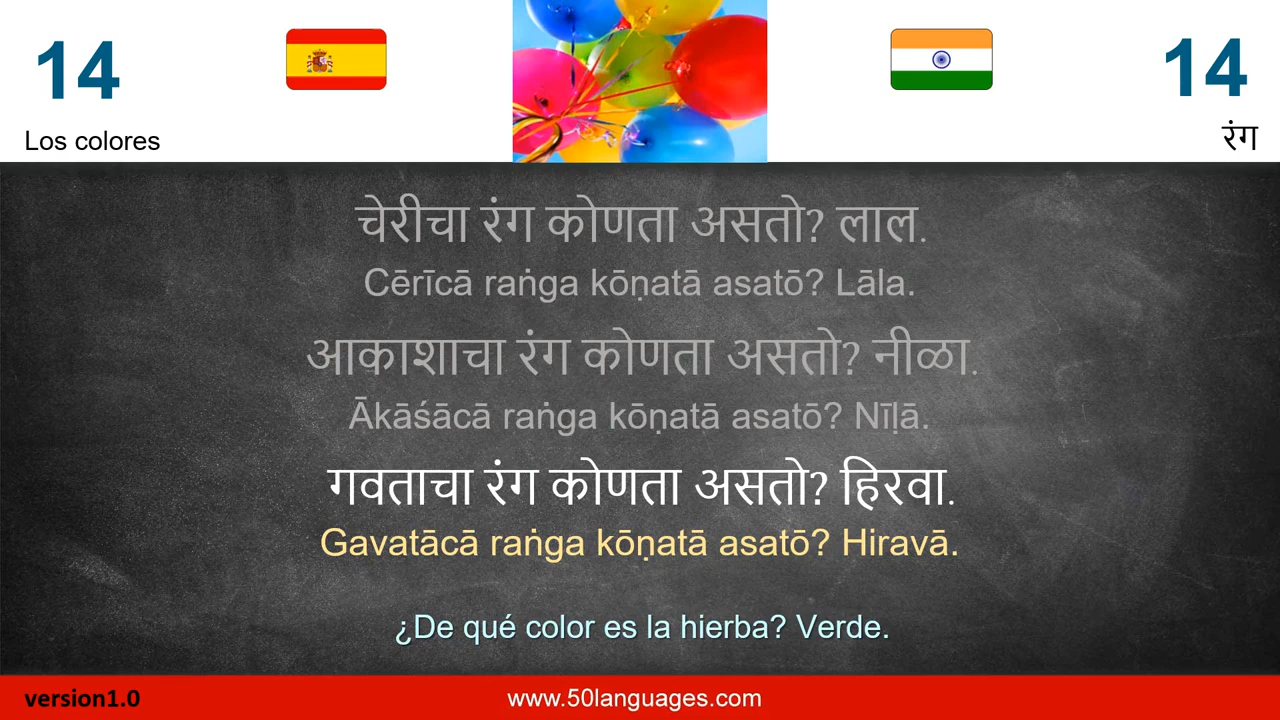 14
14
Los colores
रंग
चेरीचा रंग कोणता असतो? लाल.
Cērīcā raṅga kōṇatā asatō? Lāla.
आकाशाचा रंग कोणता असतो? नीळा.
Ākāśācā raṅga kōṇatā asatō? Nīḷā.
गवताचा रंग कोणता असतो? हिरवा.
Gavatācā raṅga kōṇatā asatō? Hiravā.
¿De qué color es la hierba? Verde.
version1.0
www.50languages.com